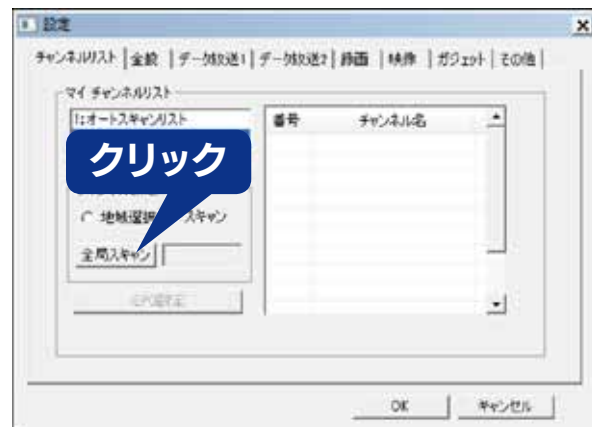 設定
チャンネルリスト 全般 データ放送1 データ放送2 録画 映像 ガジェット その他
マイ チャンネルリスト
1:オートスキャンリスト
番号 チャンネル名
クリック
地域選択 スキャン
全局スキャン
OK キャンセル